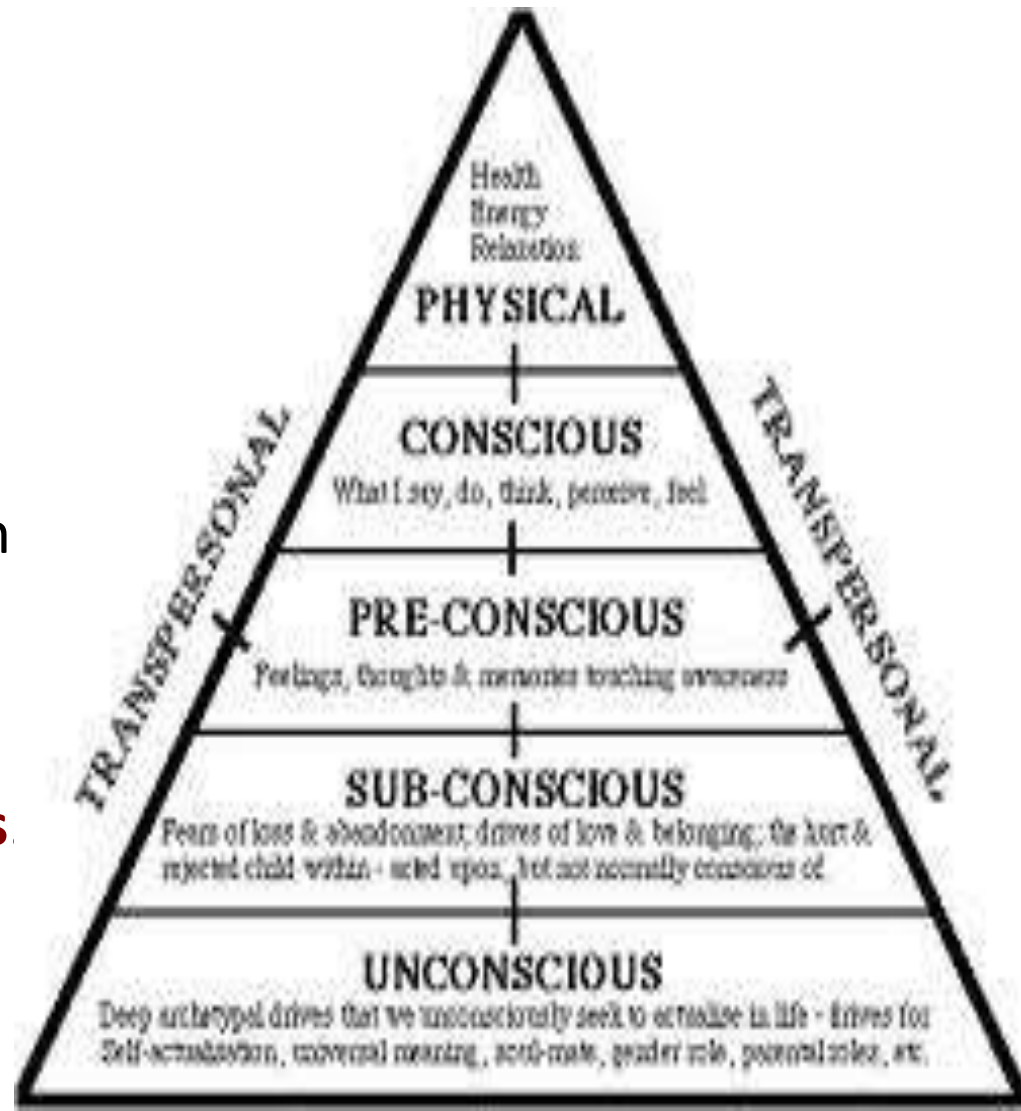 Health
Energy
Relaxation
PHYSICAL
CONSCIOUS
What I say, do, think, perceive, feel
TRANSPERSONAL
TRANSPERSONAL
n
PRE-CONSCIOUS
Feelings, thoughts & memories touching awareness
SUB-CONSCIOUS
s
Fears of loss & abandonment; drives of love & belonging; the hurt &
rejected child within - acted upon, but not normally conscious of
UNCONSCIOUS
Deep archetypal drives that we unconsciously seek to actualize in life - drives for
Self-actualization, universal meaning, soul-mate, gender role, parental roles, etc.